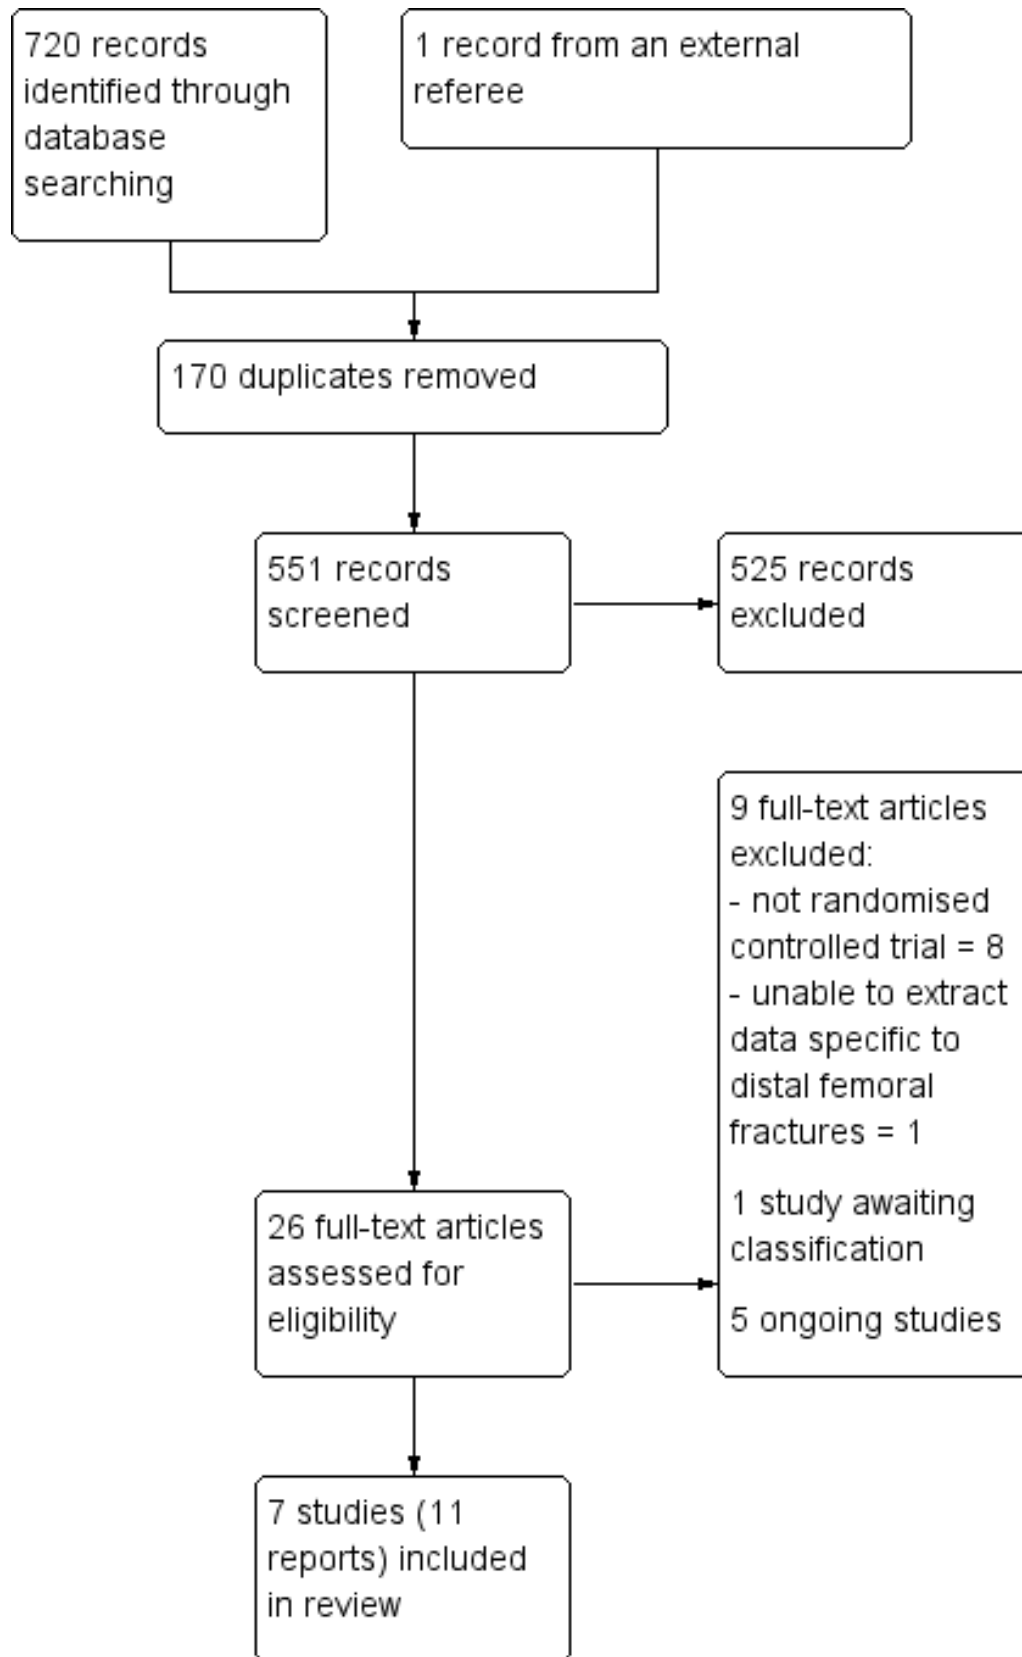 720 records
identified through
database
searching
1 record from an external
referee
170 duplicates removed
551 records
screened
525 records
excluded
9 full-text articles
excluded:
- not randomised
controlled trial = 8
- unable to extract
data specific to
distal femoral
fractures = 1
1 study awaiting
classification
5 ongoing studies
26 full-text articles
assessed for
eligibility
7 studies (11
reports) included
in review